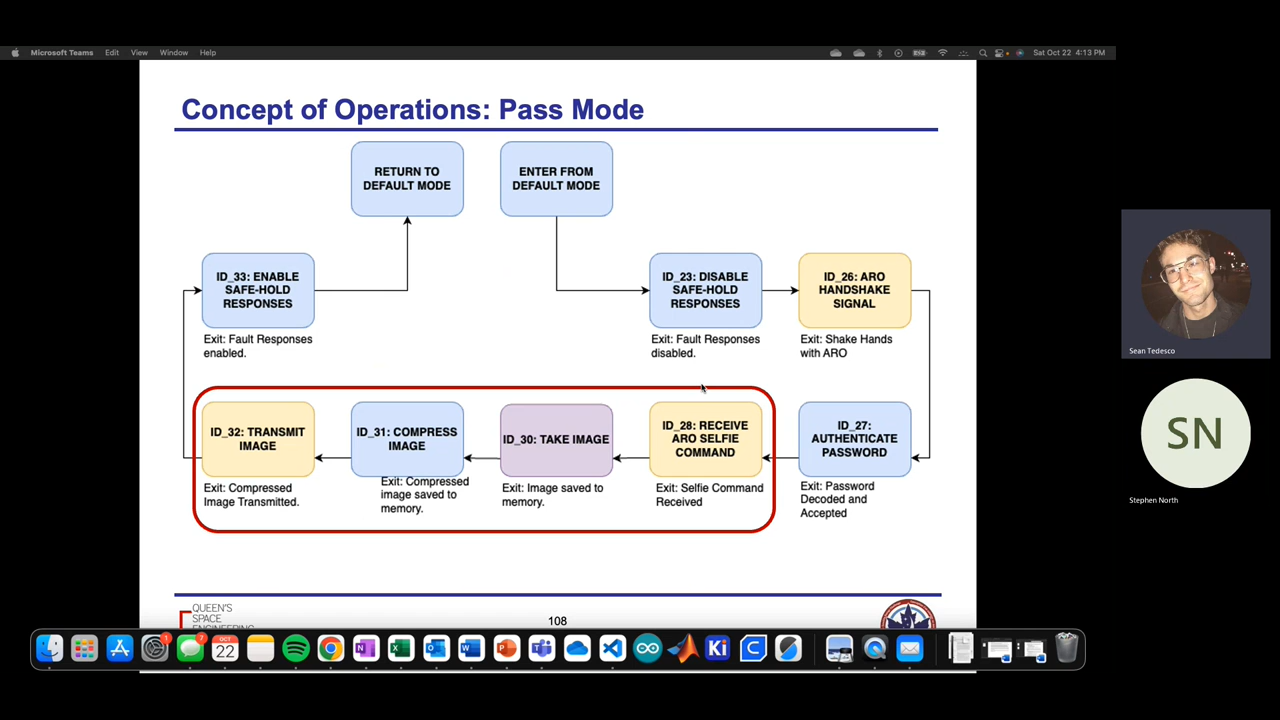 Microsoft Teams Edit View Window Help
Sat Oct 22 4:13 PM
Concept of Operations: Pass Mode
RETURN TO
DEFAULT MODE
ENTER FROM
DEFAULT MODE
ID_33: ENABLE
SAFE-HOLD
RESPONSES
Exit: Fault Responses
enabled.
ID_23: DISABLE
SAFE-HOLD
RESPONSES
Exit: Fault Responses
disabled.
ID_26: ARO
HANDSHAKE
SIGNAL
Exit: Shake Hands
with ARO
ID_32: TRANSMIT
IMAGE
Exit: Compressed
Image Transmitted.
ID_31: COMPRESS
IMAGE
Exit: Compressed
image saved to
memory.
ID_30: TAKE IMAGE
Exit: Image saved to
memory.
ID_28: RECEIVE
ARO SELFIE
COMMAND
Exit: Selfie Command
Received
ID_27:
AUTHENTICATE
PASSWORD
Exit: Password
Decoded and
Accepted
Sean Tedesco
SN
Stephen North
QUEEN'S
SPACE
ENGINEERING
108
OCT
22
1
7
Ki